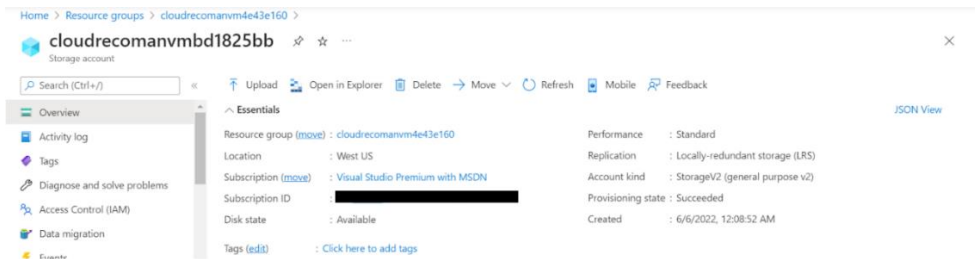 Home > Resource groups > cloudrecomanvm4e43e160 >
cloudrecomanvmbd1825bb
Storage account
Search (Ctrl+/)
Upload Open in Explorer Delete Move Refresh Mobile Feedback
Overview
Activity log
Tags
Diagnose and solve problems
Access Control (IAM)
Data migration
Events
Essentials
JSON View
Resource group (move) : cloudrecomanvm4e43e160
Location : West US
Subscription (move) : Visual Studio Premium with MSDN
Subscription ID :
Disk state : Available
Tags (edit) : Click here to add tags
Performance : Standard
Replication : Locally-redundant storage (LRS)
Account kind : StorageV2 (general purpose v2)
Provisioning state : Succeeded
Created : 6/6/2022, 12:08:52 AM